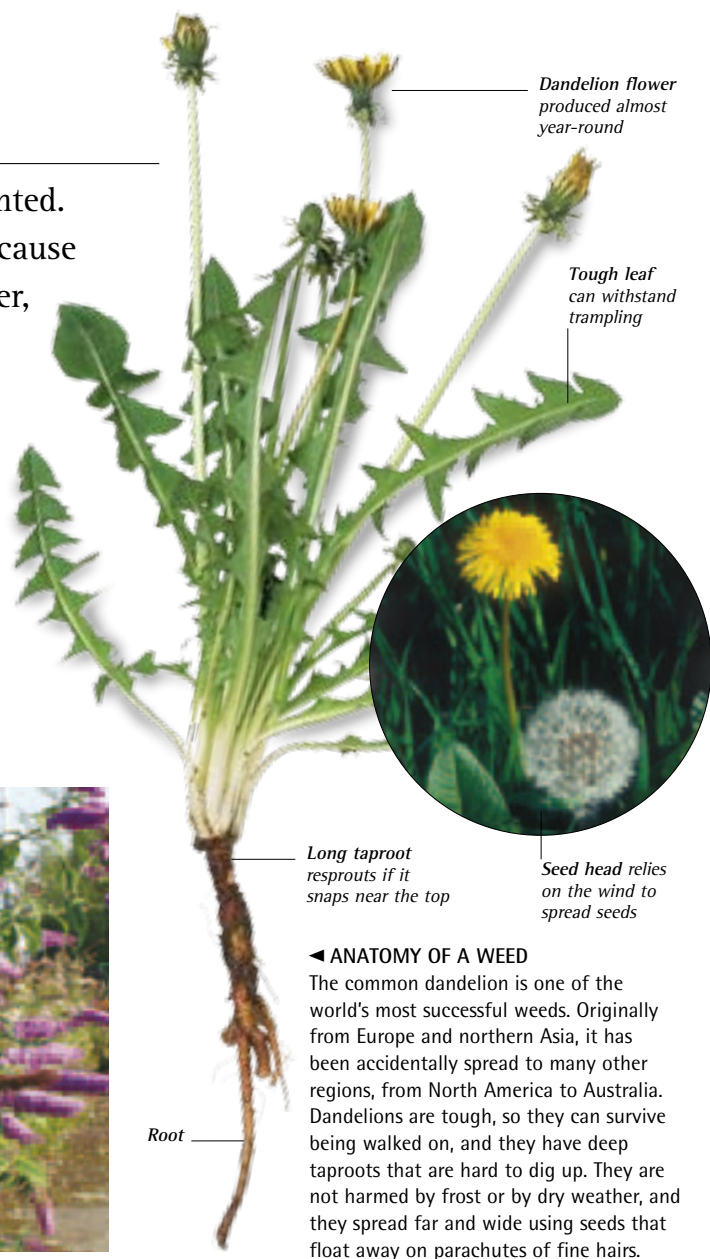 nted.
cause
er,
Dandelion flower
produced almost
year-round
Tough leaf
can withstand
trampling
Long taproot
resprouts if it
snaps near the top
Seed head relies
on the wind to
spread seeds
Root
◄ ANATOMY OF A WEED
The common dandelion is one of the
world's most successful weeds. Originally
from Europe and northern Asia, it has
been accidentally spread to many other
regions, from North America to Australia.
Dandelions are tough, so they can survive
being walked on, and they have deep
taproots that are hard to dig up. They are
not harmed by frost or by dry weather, and
they spread far and wide using seeds that
float away on parachutes of fine hairs.